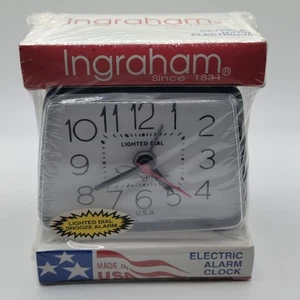 Ingraham®
Since 1831
10 11 12 1 2 3 4 5 6 7 8 9
LIGHTED DIAL
USA
LIGHTED DIAL
SNOOZE ALARM
MADE IN
USA
ELECTRIC
ALARM
CLOCK